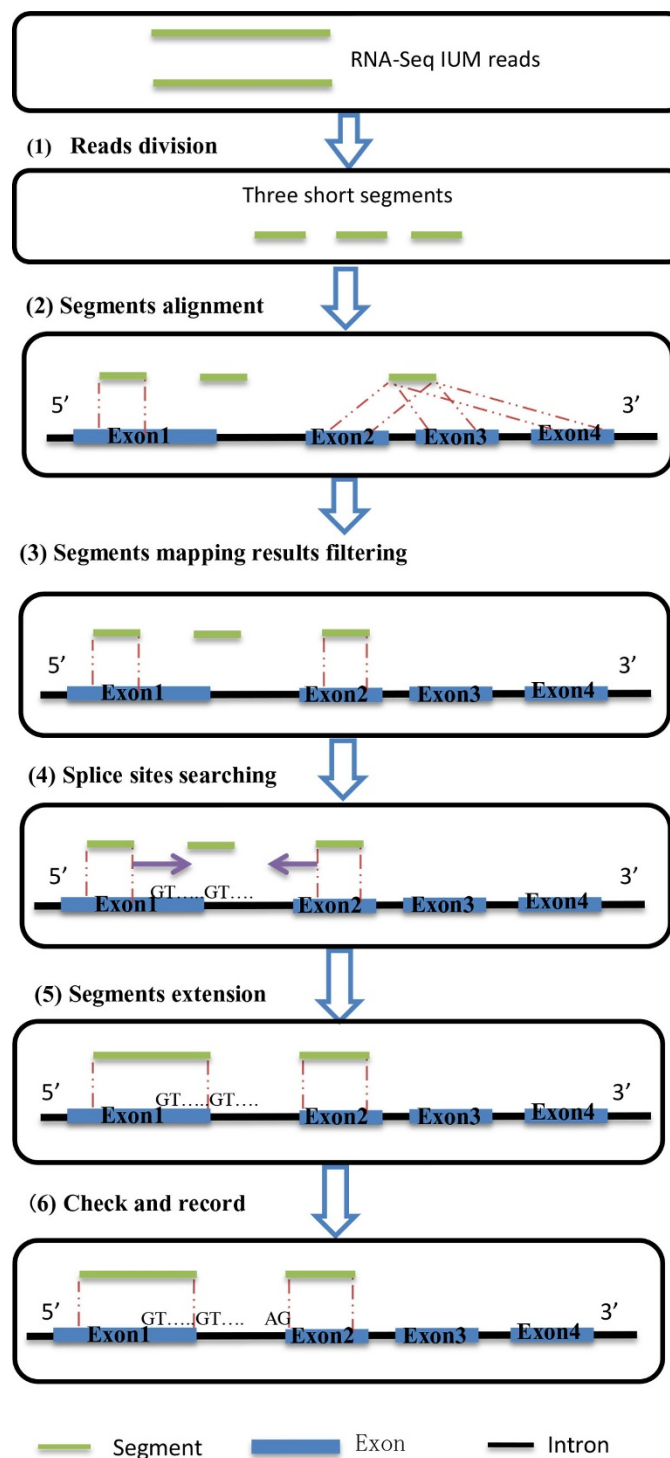 RNA-Seq IUM reads
(1) Reads division
Three short segments
(2) Segments alignment
5’ 3’
Exon1 Exon2 Exon3 Exon4
(3) Segments mapping results filtering
5’ 3’
Exon1 Exon2 Exon3 Exon4
(4) Splice sites searching
5’ 3’
GT…..GT….
Exon1 Exon2 Exon3 Exon4
(5) Segments extension
5’ 3’
GT…..GT….
Exon1 Exon2 Exon3 Exon4
(6) Check and record
5’ 3’
GT…..GT…. AG
Exon1 Exon2 Exon3 Exon4
Segment Exon Intron